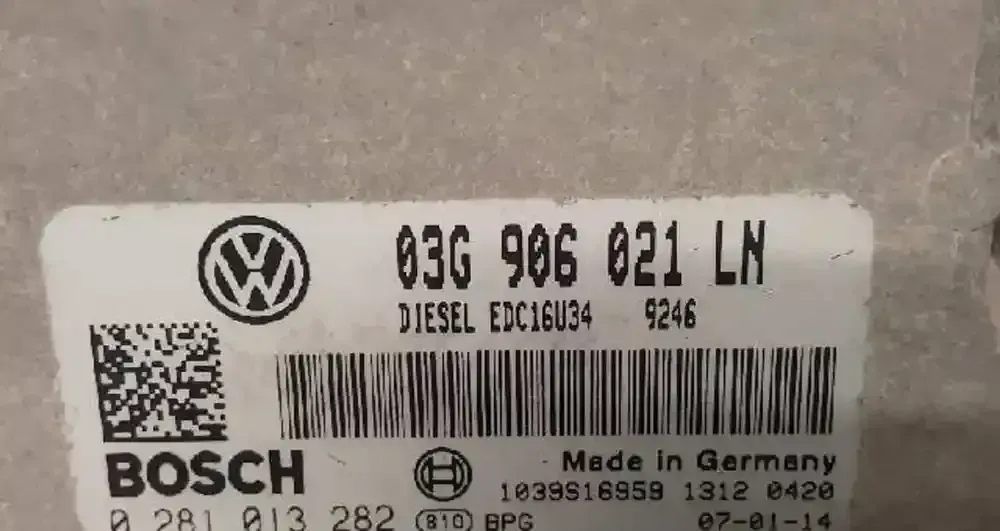 03G 906 021 LN
DIESEL EDC16U34 9246
BOSCH
Made in Germany
1039S16959 1312 0420
0 281 013 282 810 BPG 07-01-14